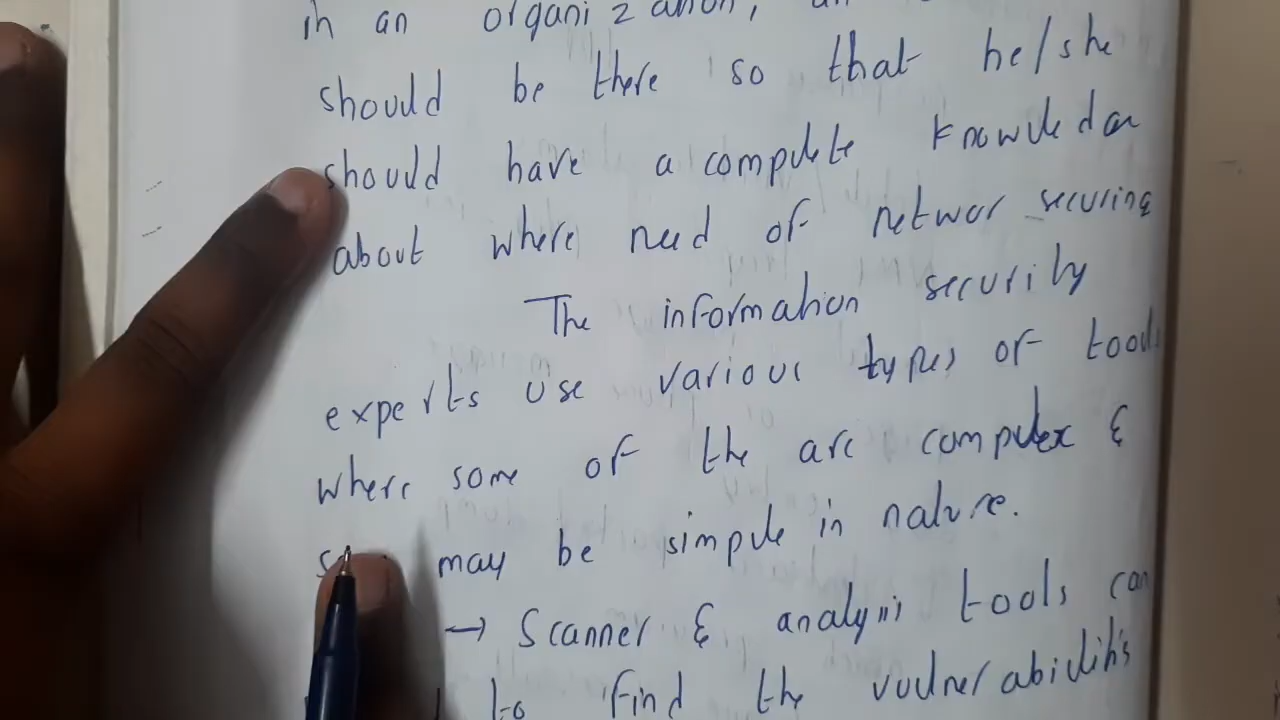 in an organization,
should be there so that he/she
should have a complete knowledge
about where need of networ securing
The information security
experts use various types of tools
where some of the are complex &
may be simple in nature.
→ Scanner & analysis tools can
to find the vulnerabilities